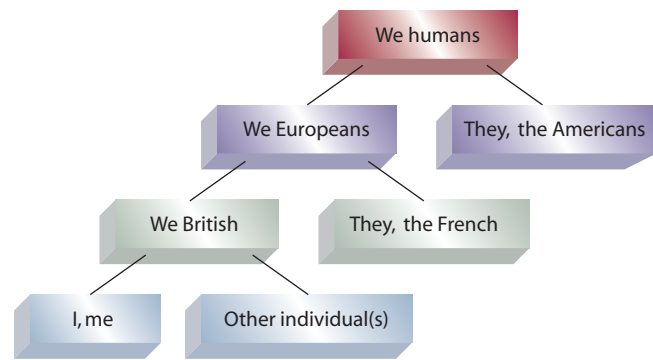 We humans
We Europeans
They, the Americans
We British
They, the French
I, me
Other individual(s)